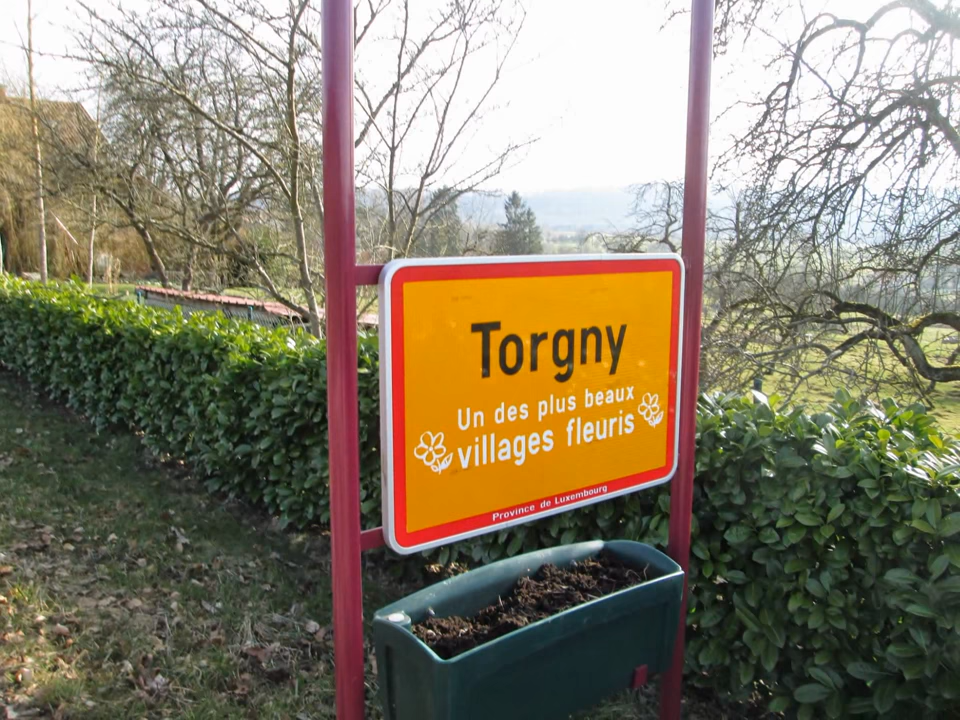 Torgny
Un des plus beaux
villages fleuris
Province de Luxembourg